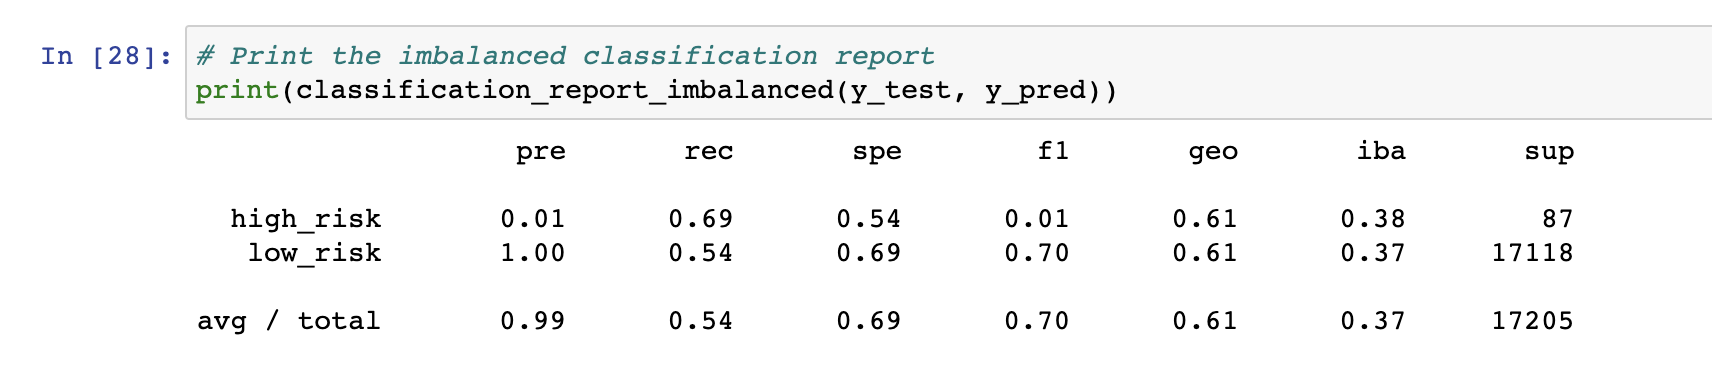 In [28]: # Print the imbalanced classification report
print(classification_report_imbalanced(y_test, y_pred))
pre rec spe f1 geo iba sup
high_risk 0.01 0.69 0.54 0.01 0.61 0.38 87
low_risk 1.00 0.54 0.69 0.70 0.61 0.37 17118
avg / total 0.99 0.54 0.69 0.70 0.61 0.37 17205